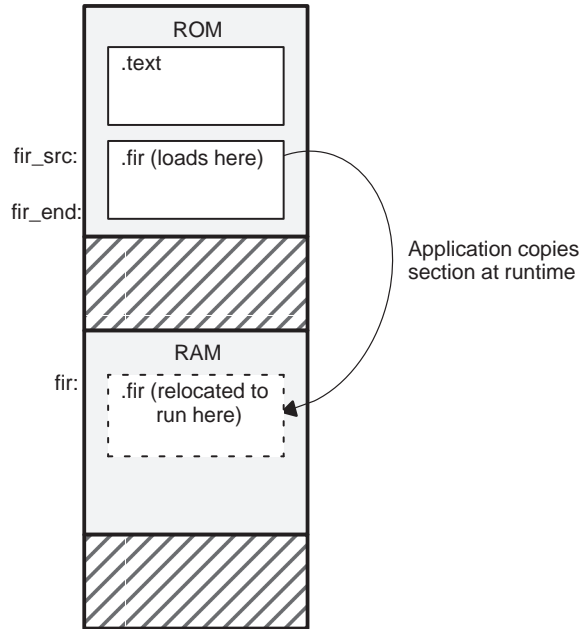 ROM
.text
fir_src:
.fir (loads here)
fir_end:
Application copies
section at runtime
RAM
fir:
.fir (relocated to
run here)